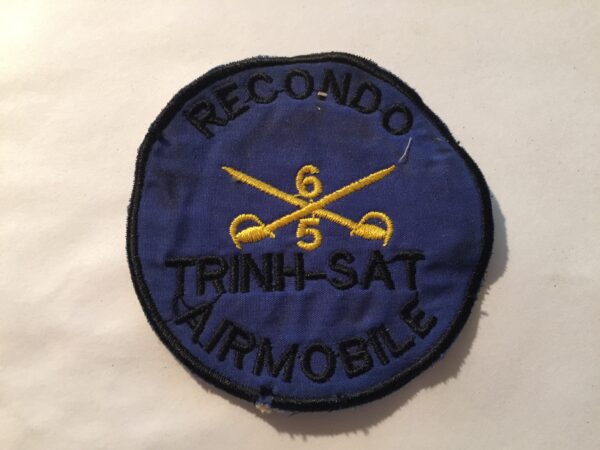 RECONDO
6
5
TRINH-SAT
AIRMOBILE